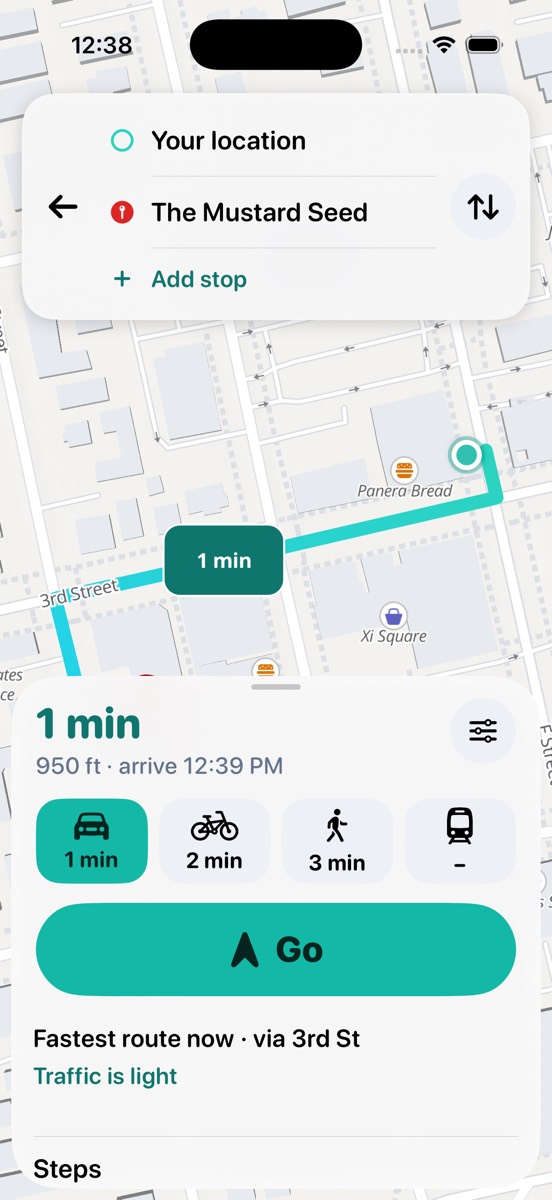 12:38
Your location
The Mustard Seed
+ Add stop
Panera Bread
1 min
3rd Street
Xi Square
1 min
950 ft · arrive 12:39 PM
E Street
1 min
2 min
3 min
–
Go
Fastest route now · via 3rd St
Traffic is light
Steps